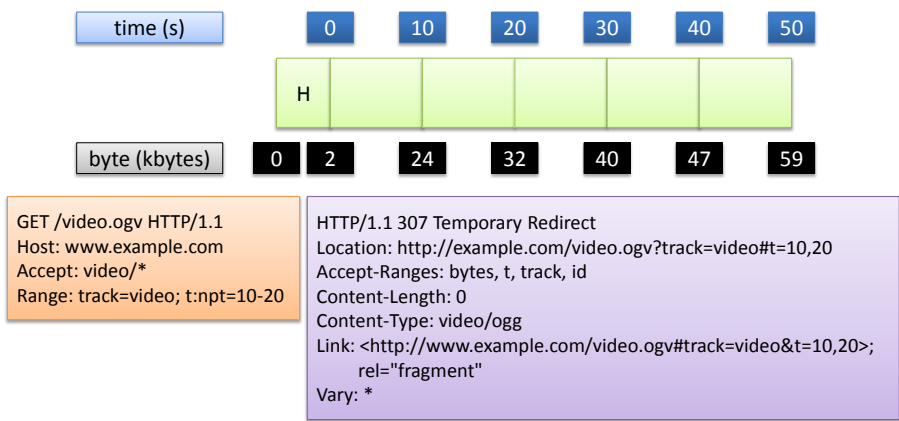 time (s) 0 10 20 30 40 50
H
byte (kbytes) 0 2 24 32 40 47 59
GET /video.ogv HTTP/1.1
Host: www.example.com
Accept: video/*
Range: track=video; t:npt=10-20
HTTP/1.1 307 Temporary Redirect
Location: http://example.com/video.ogv?track=video#t=10,20
Accept-Ranges: bytes, t, track, id
Content-Length: 0
Content-Type: video/ogg
Link: <http://www.example.com/video.ogv#track=video&t=10,20>;
rel="fragment"
Vary: *